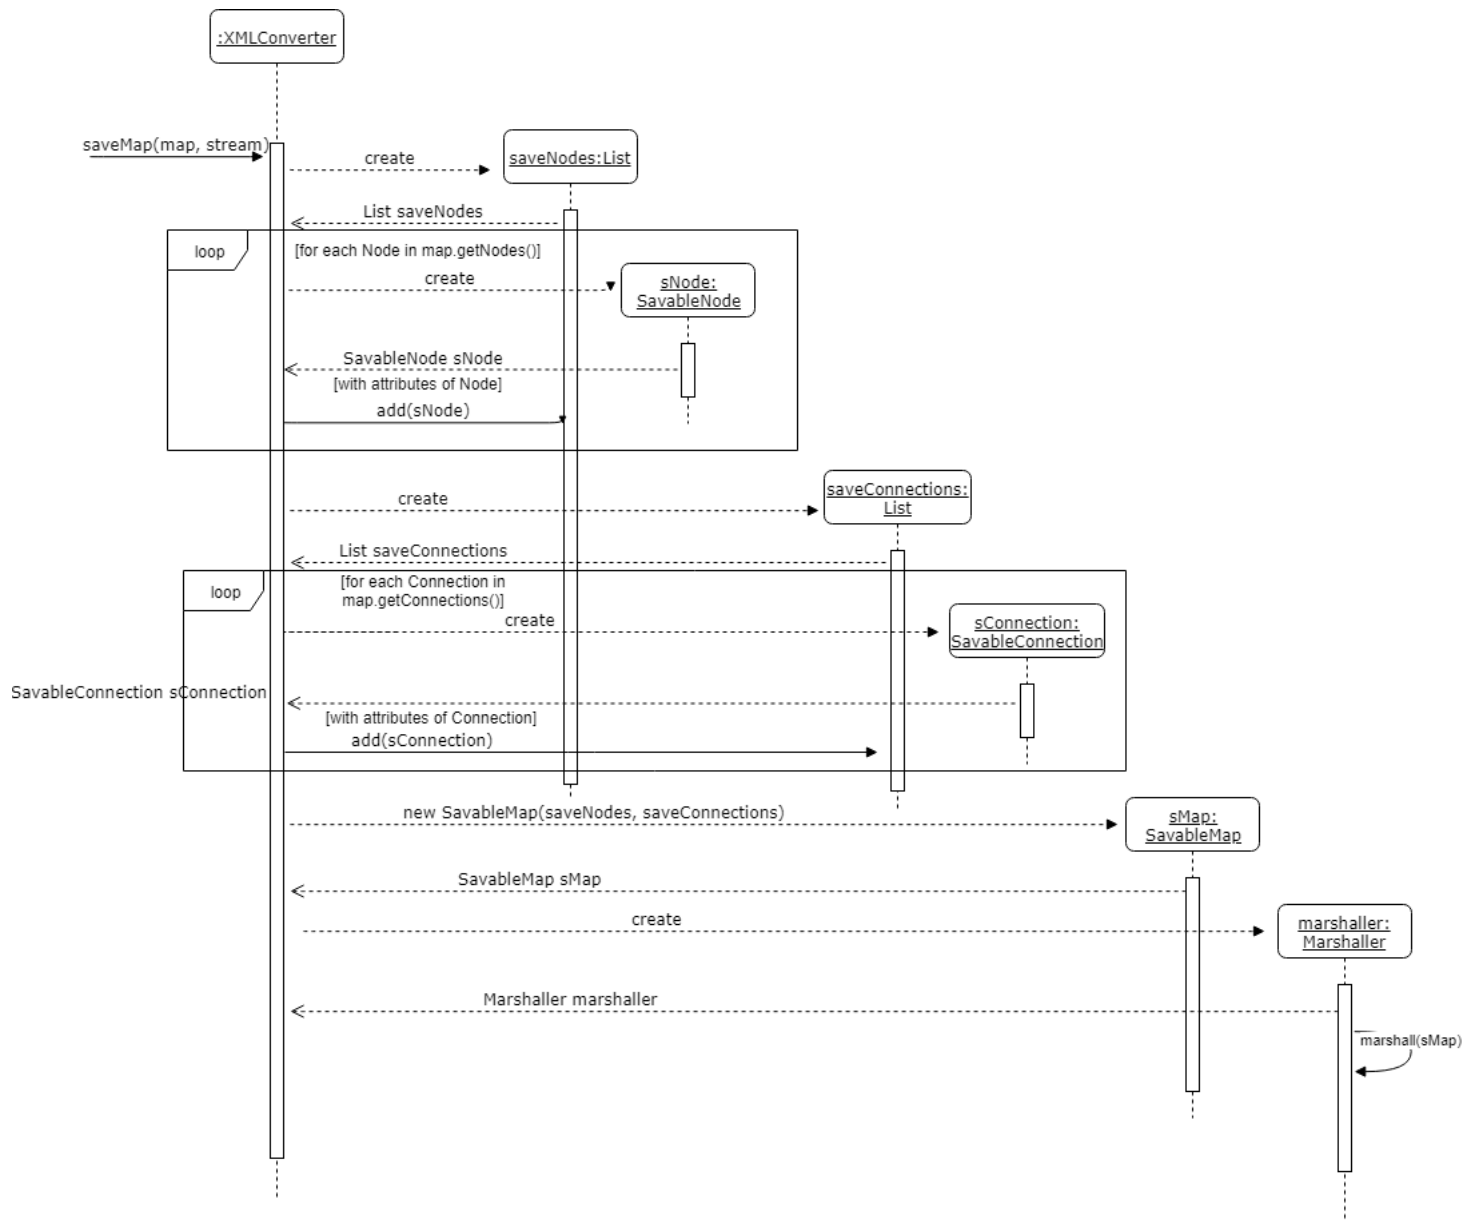 :XMLConverter
saveMap(map, stream)
create
saveNodes:List
List saveNodes
loop
[for each Node in map.getNodes()]
create
sNode:
SavableNode
SavableNode sNode
[with attributes of Node]
add(sNode)
create
saveConnections:
List
List saveConnections
loop
[for each Connection in
map.getConnections()]
create
sConnection:
SavableConnection
SavableConnection sConnection
[with attributes of Connection]
add(sConnection)
new SavableMap(saveNodes, saveConnections)
sMap:
SavableMap
SavableMap sMap
create
marshaller:
Marshaller
Marshaller marshaller
marshall(sMap)